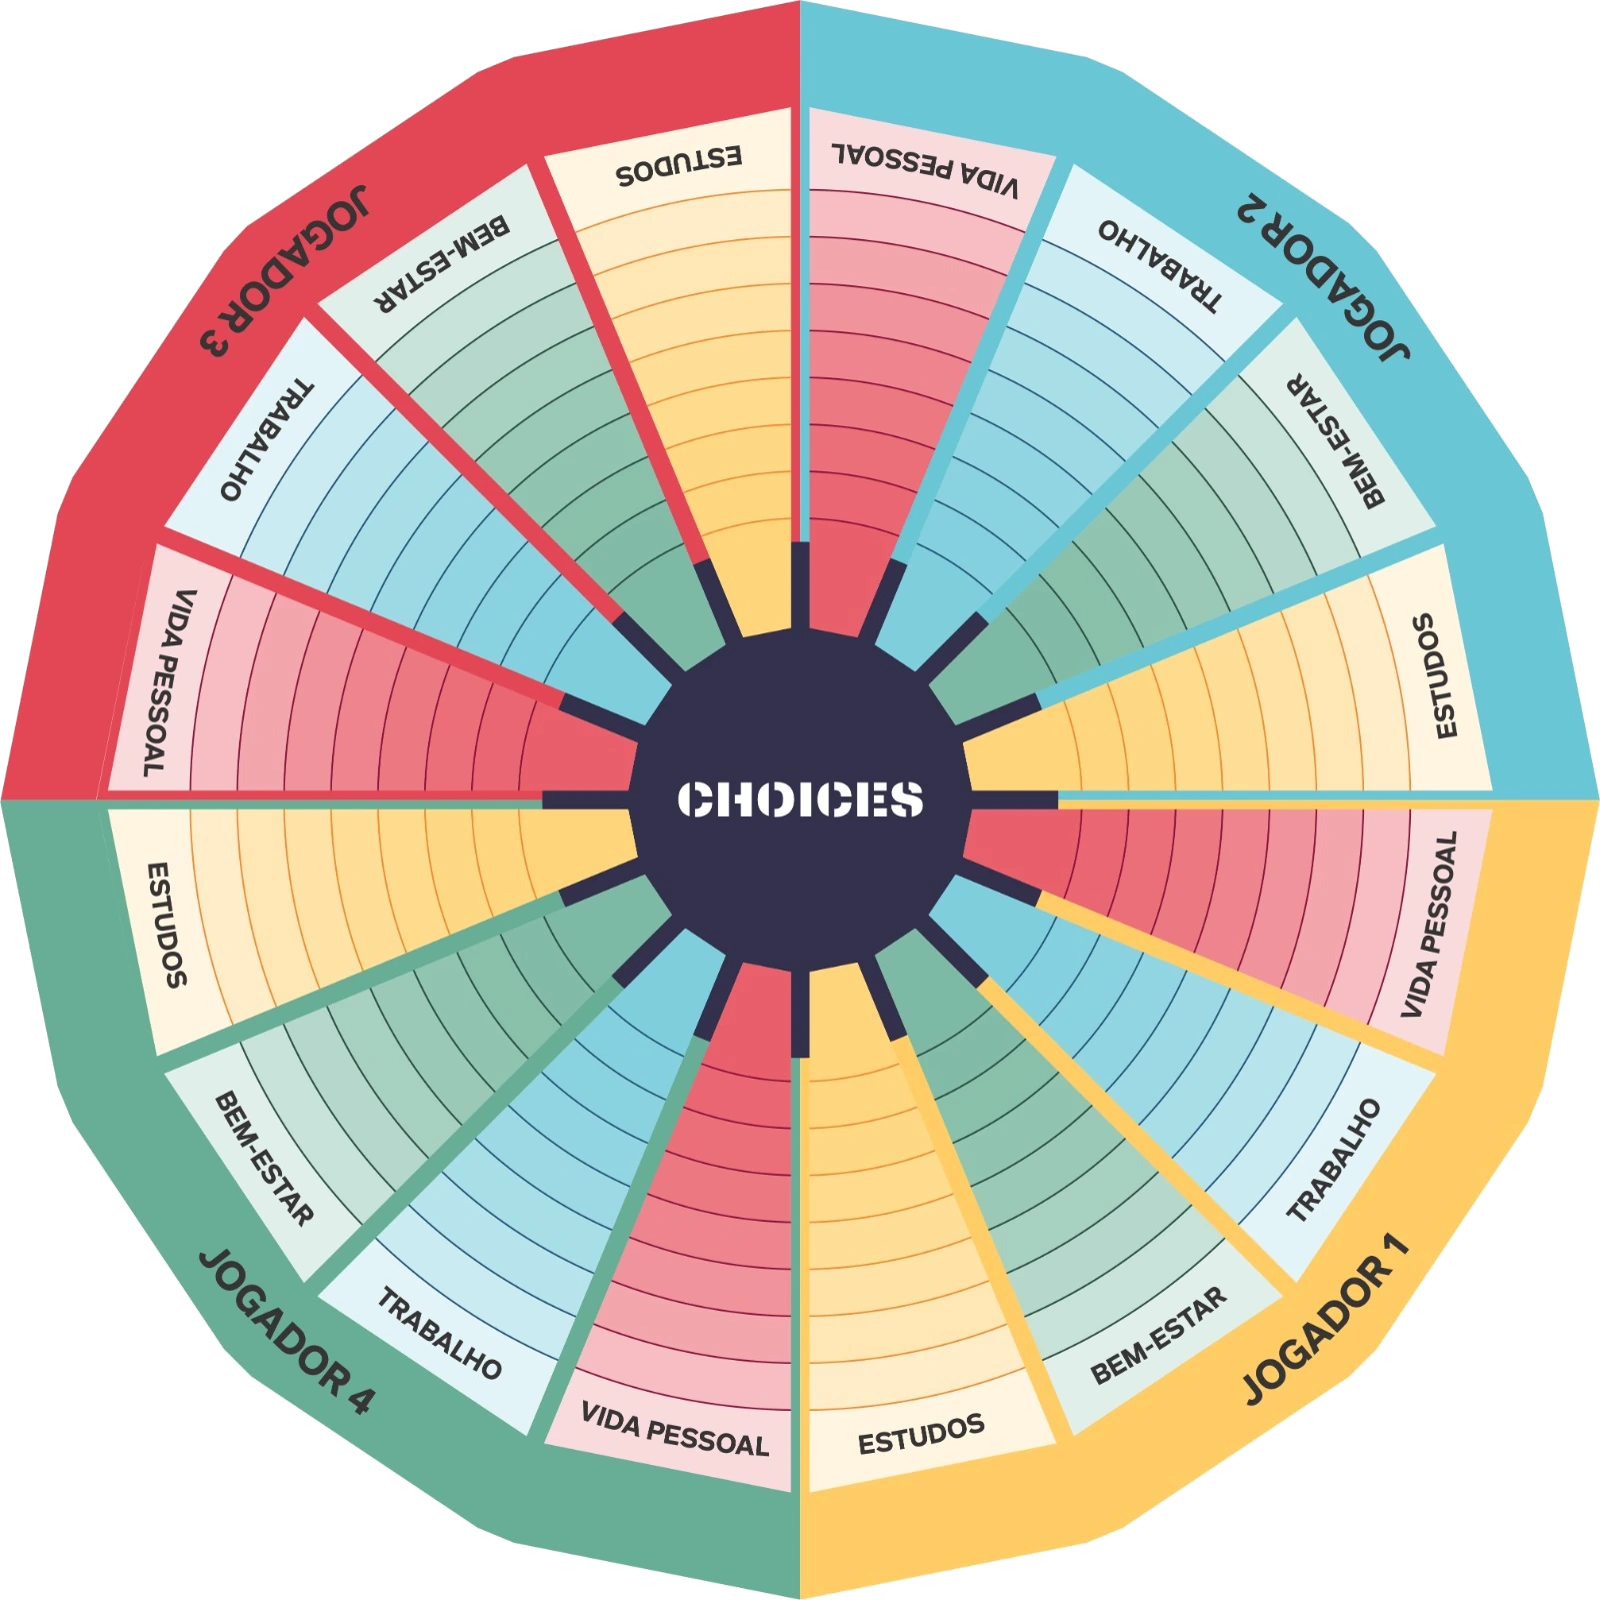 JOGADOR 3
ESTUDOS
BEM-ESTAR
TRABALHO
VIDA PESSOAL
JOGADOR 2
VIDA PESSOAL
TRABALHO
BEM-ESTAR
ESTUDOS
CHOICES
JOGADOR 4
ESTUDOS
BEM-ESTAR
TRABALHO
VIDA PESSOAL
JOGADOR 1
ESTUDOS
BEM-ESTAR
TRABALHO
VIDA PESSOAL